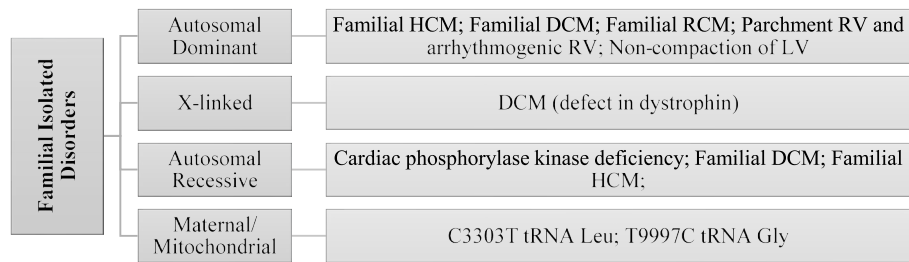 Familial Isolated
Disorders
Autosomal
Dominant
Familial HCM; Familial DCM; Familial RCM; Parchment RV and
arrhythmogenic RV; Non-compaction of LV
X-linked
DCM (defect in dystrophin)
Autosomal
Recessive
Cardiac phosphorylase kinase deficiency; Familial DCM; Familial
HCM;
Maternal/
Mitochondrial
C3303T tRNA Leu; T9997C tRNA Gly